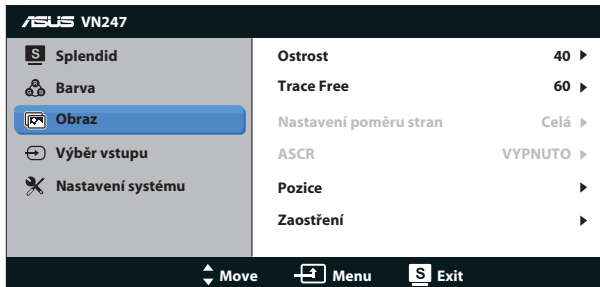 ASUS VN247
S Splendid
Barva
Obraz
Výběr vstupu
Nastavení systému
Ostrost 40
Trace Free 60
Nastavení poměru stran Celá
ASCR VYPNUTO
Pozice
Zaostření
Move Menu S Exit